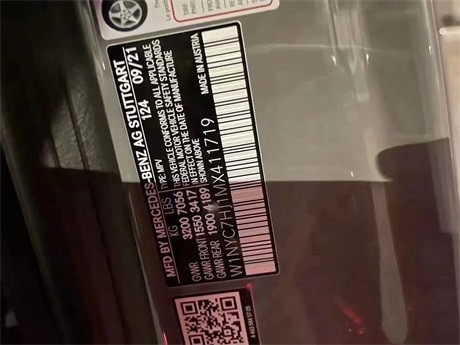 MFD BY MERCEDES-BENZ AG STUTTGART
124 09/21
TYPE: MPV
THIS VEHICLE CONFORMS TO ALL APPLICABLE
FEDERAL MOTOR VEHICLE SAFETY STANDARDS
IN EFFECT ON THE DATE OF MANUFACTURE
SHOWN ABOVE
KG LBS
GVWR 3200 7056
GAWR FRONT 1550 3417
GAWR REAR 1900 4189
MADE IN AUSTRIA
W1NYC7HJ1MX411719